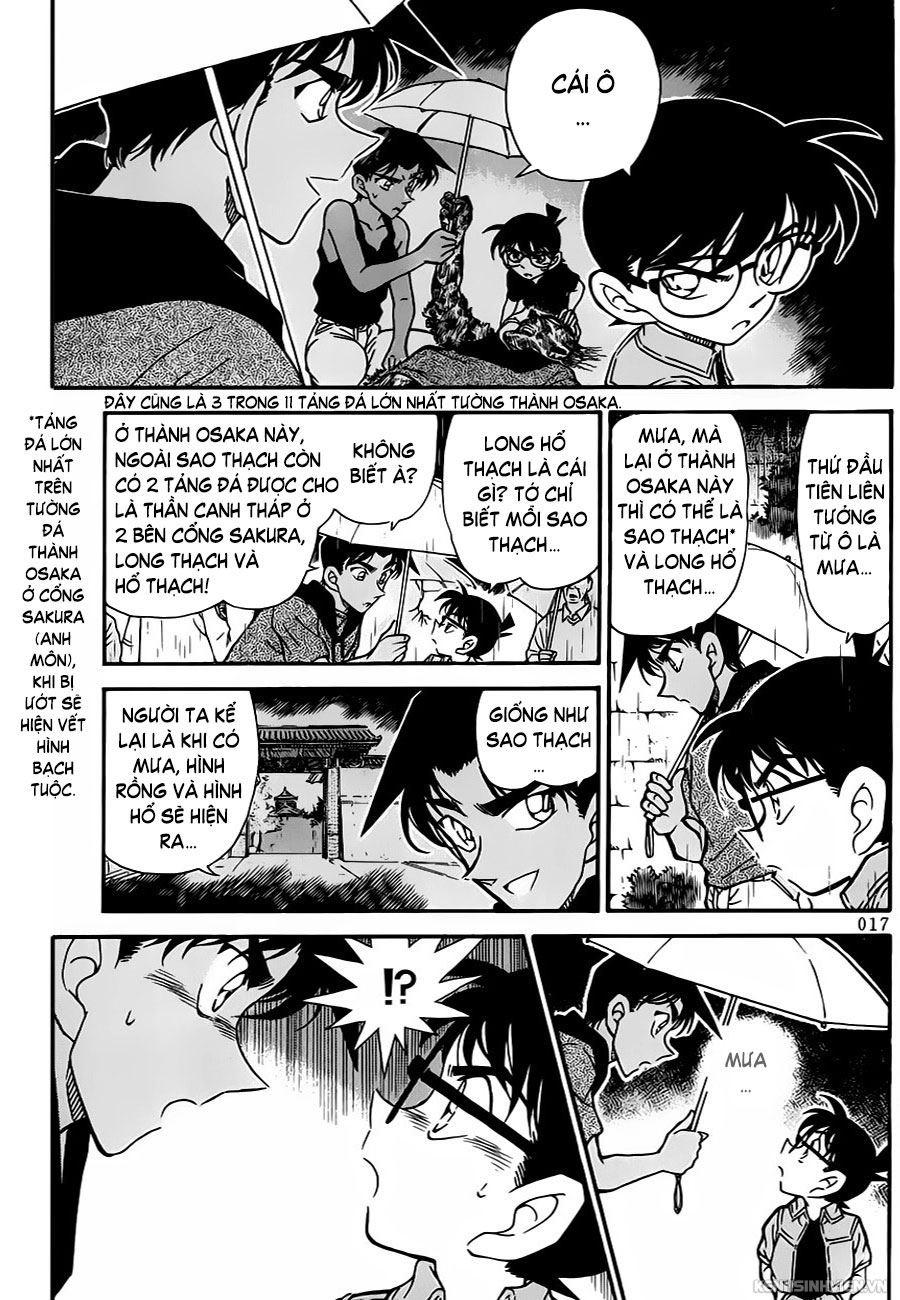 CÁI Ô
...
ĐÂY CŨNG LÀ 3 TRONG 11 TẢNG ĐÁ LỚN NHẤT TƯỜNG THÀNH OSAKA.
THỨ ĐẦU
TIÊN LIÊN
TƯỞNG
TỪ Ô LÀ
MƯA...
MƯA, MÀ
LẠI Ở THÀNH
OSAKA NÀY
THÌ CÓ THỂ LÀ
SAO THẠCH*
VÀ LONG HỔ
THẠCH...
LONG HỔ
THẠCH LÀ CÁI
GÌ? TỚ CHỈ
BIẾT MỖI SAO
THẠCH...
KHÔNG
BIẾT À?
Ở THÀNH OSAKA NÀY,
NGOÀI SAO THẠCH CÒN
CÓ 2 TẢNG ĐÁ ĐƯỢC CHO
LÀ THẦN CANH THÁP Ở
2 BÊN CỔNG SAKURA,
LONG THẠCH VÀ
HỔ THẠCH!
*TẢNG
ĐÁ LỚN
NHẤT
TRÊN
TƯỜNG
ĐÁ
THÀNH
OSAKA
Ở CỔNG
SAKURA
(ANH
MÔN),
KHI BỊ
ƯỚT SẼ
HIỆN VẾT
HÌNH
BẠCH
TUỘC.
GIỐNG NHƯ
SAO THẠCH
...
NGƯỜI TA KỂ
LẠI LÀ KHI CÓ
MƯA, HÌNH
RỒNG VÀ HÌNH
HỔ SẼ HIỆN
RA...
017
MƯA
...
!?
KENHSINHVIEN.VN